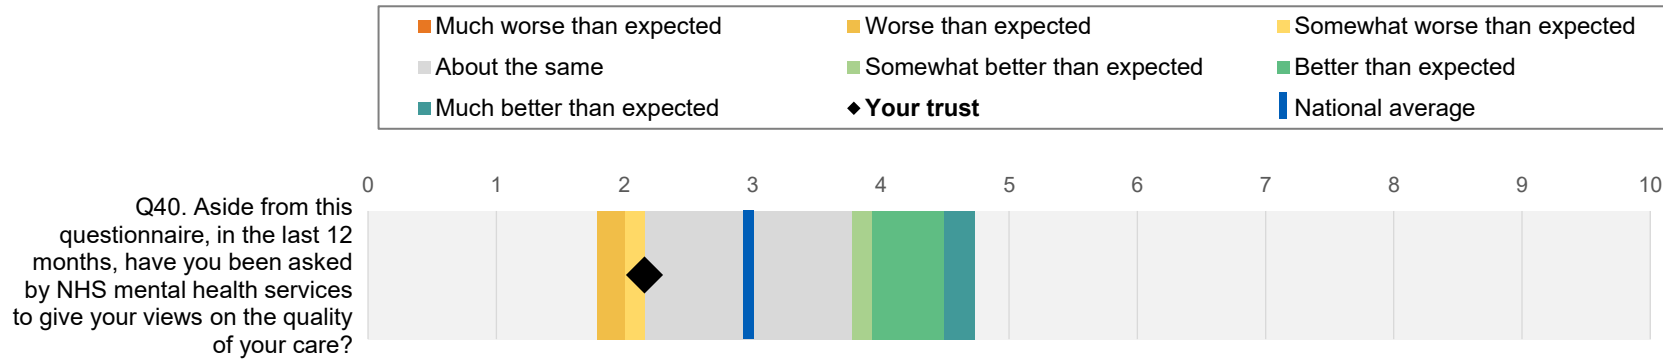 Much worse than expected
Worse than expected
Somewhat worse than expected
About the same
Somewhat better than expected
Better than expected
Much better than expected
Your trust
National average
0 1 2 3 4 5 6 7 8 9 10
Q40. Aside from this
questionnaire, in the last 12
months, have you been asked
by NHS mental health services
to give your views on the quality
of your care?